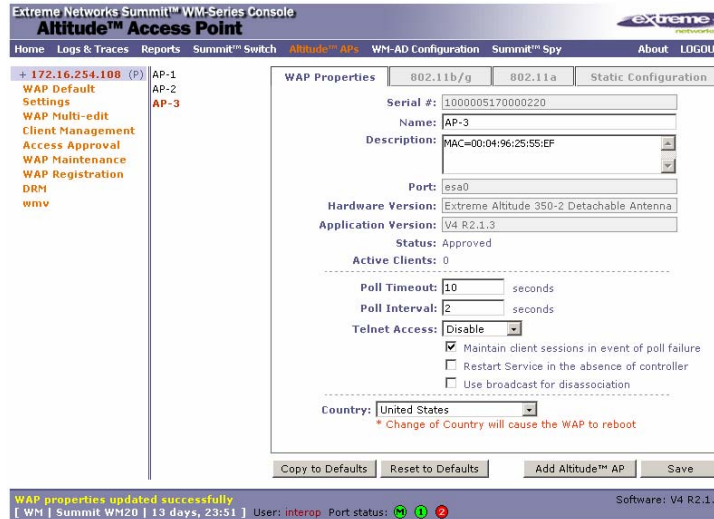 Extreme Networks Summit™ WM-Series Console
Altitude™ Access Point
extreme
networks
Home Logs & Traces Reports Summit™ Switch Altitude™ APs WM-AD Configuration Summit™ Spy About LOGOU
+ 172.16.254.108 (P)
WAP Default
Settings
WAP Multi-edit
Client Management
Access Approval
WAP Maintenance
WAP Registration
DRM
wmv
AP-1
AP-2
AP-3
WAP Properties 802.11b/g 802.11a Static Configuration
Serial #: 1000005170000220
Name: AP-3
Description: MAC=00:04:96:25:55:EF
Port: esa0
Hardware Version: Extreme Altitude 350-2 Detachable Antenna
Application Version: V4 R2.1.3
Status: Approved
Active Clients: 0
Poll Timeout: 10 seconds
Poll Interval: 2 seconds
Telnet Access: Disable
Maintain client sessions in event of poll failure
Restart Service in the absence of controller
Use broadcast for disassociation
Country: United States
* Change of Country will cause the WAP to reboot
Copy to Defaults Reset to Defaults Add Altitude™ AP Save
WAP properties updated successfully Software: V4 R2.1.
[ WM | Summit WM20 | 13 days, 23:51 ] User: interop Port status: M 1 2